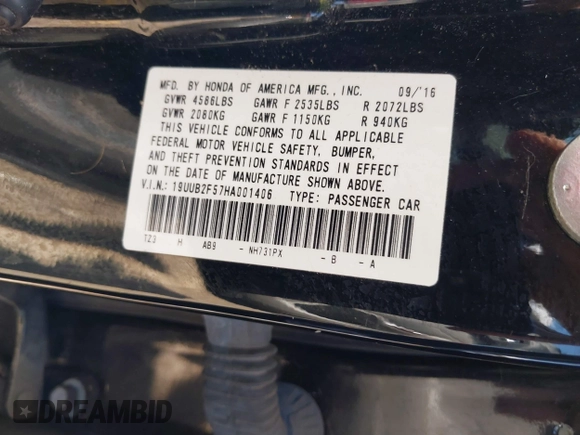 MFD. BY HONDA OF AMERICA MFG., INC. 09/'16
GVWR 4586LBS GAWR F 2535LBS R 2072LBS
GVWR 2080KG GAWR F 1150KG R 940KG
THIS VEHICLE CONFORMS TO ALL APPLICABLE
FEDERAL MOTOR VEHICLE SAFETY, BUMPER,
AND THEFT PREVENTION STANDARDS IN EFFECT
ON THE DATE OF MANUFACTURE SHOWN ABOVE.
V.I.N.: 19UUB2F57HA001406 TYPE: PASSENGER CAR
T23 H AB9 - NH731PX - B - A
DREAMBID